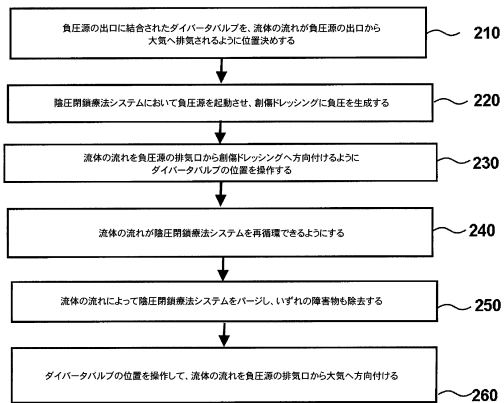 負圧源の出口に結合されたダイバータバルブを、流体の流れが負圧源の出口から
大気へ排気されるように位置決めする
210
陰圧閉鎖療法システムにおいて負圧源を起動させ、創傷ドレッシングに負圧を生成する
220
流体の流れを負圧源の排気口から創傷ドレッシングへ方向付けるように
ダイバータバルブの位置を操作する
230
流体の流れが陰圧閉鎖療法システムを再循環できるようにする
240
流体の流れによって陰圧閉鎖療法システムをパージし、いずれの障害物も除去する
250
ダイバータバルブの位置を操作して、流体の流れを負圧源の排気口から大気へ方向付ける
260